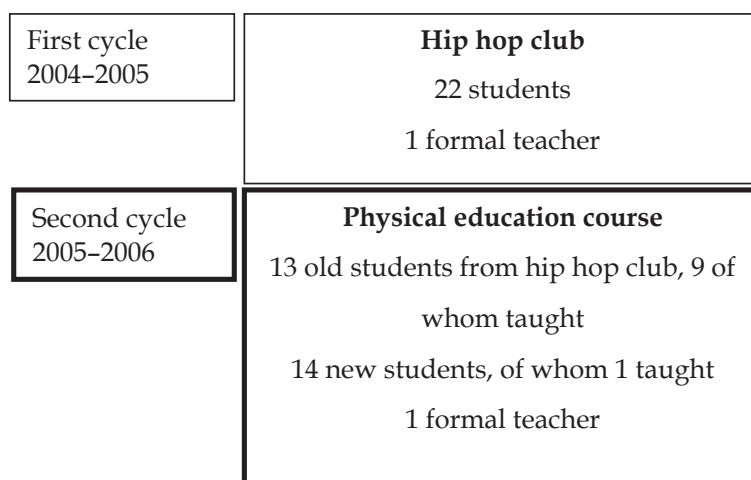 First cycle
2004–2005
Hip hop club
22 students
1 formal teacher
Second cycle
2005–2006
Physical education course
13 old students from hip hop club, 9 of
whom taught
14 new students, of whom 1 taught
1 formal teacher